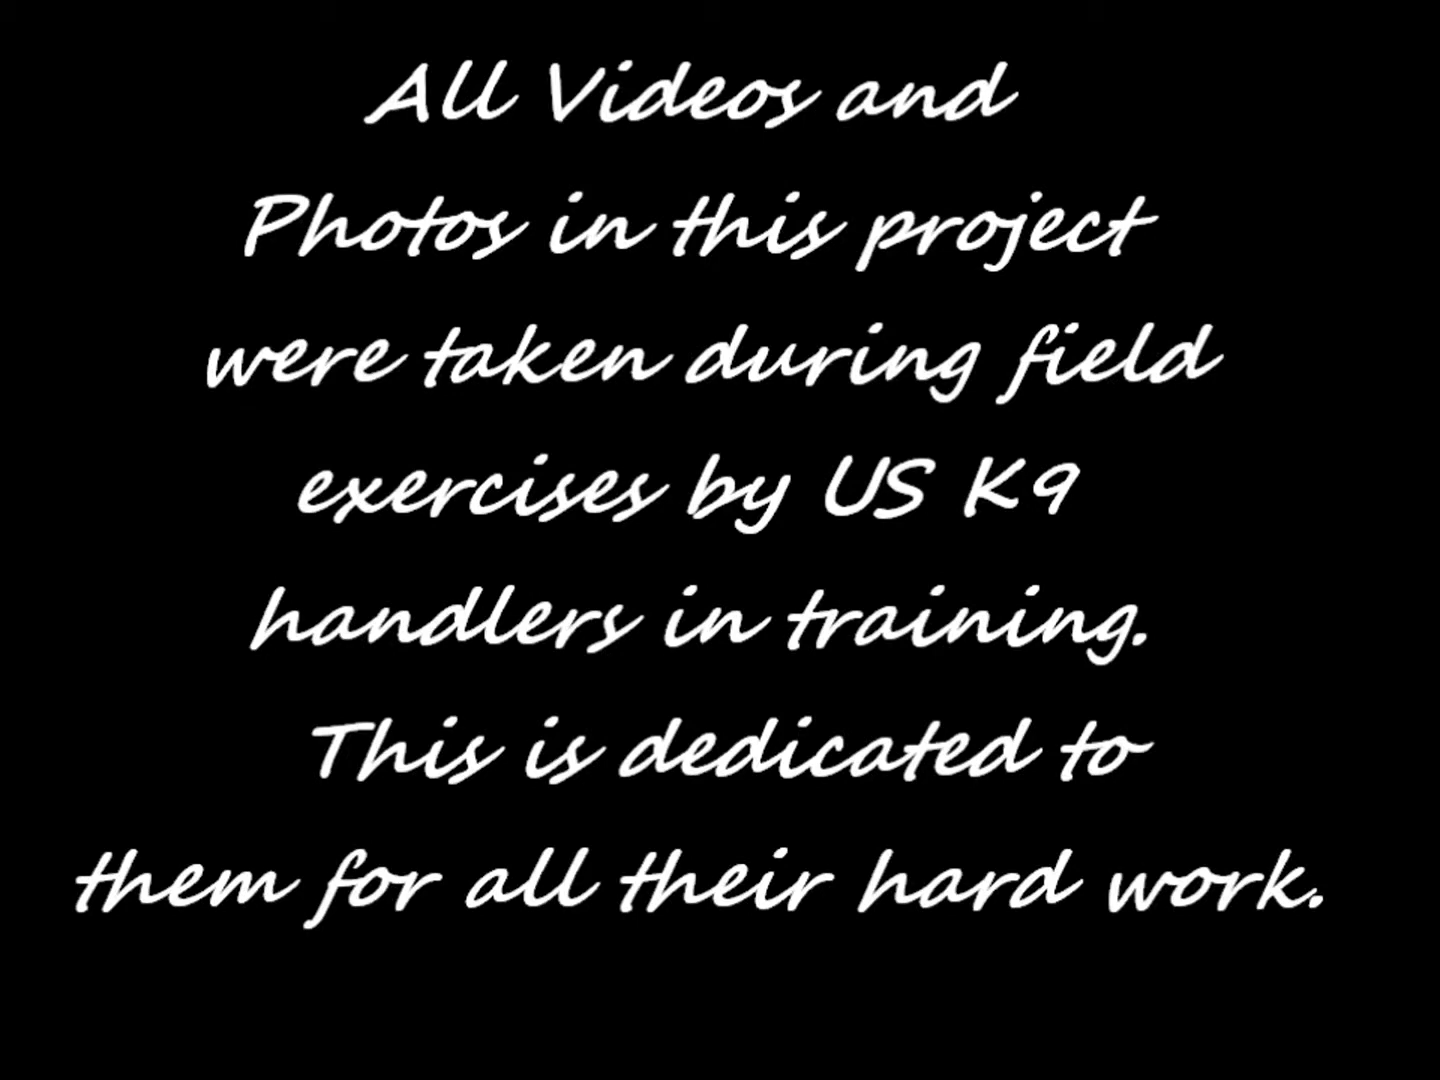 All Videos and
Photos in this project
were taken during field
exercises by US K9
handlers in training.
This is dedicated to
them for all their hard work.